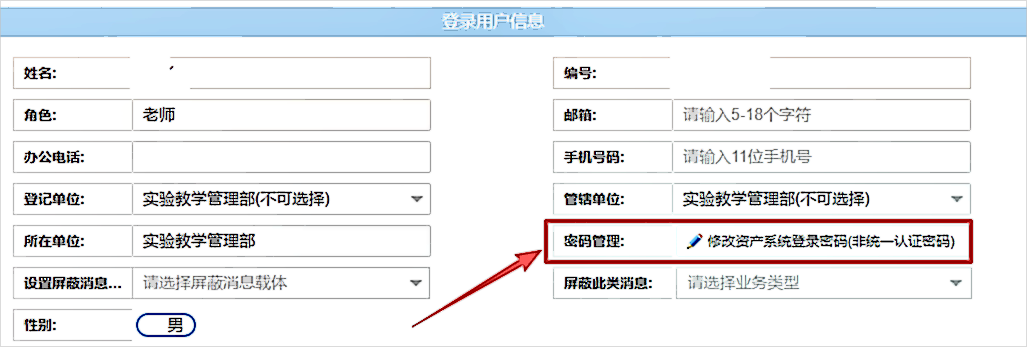 登录用户信息
姓名: 编号:
角色: 老师 邮箱: 请输入5-18个字符
办公电话: 手机号码: 请输入11位手机号
登记单位: 实验教学管理部(不可选择) 管辖单位: 实验教学管理部(不可选择)
所在单位: 实验教学管理部 密码管理: 修改资产系统登录密码(非统一认证密码)
设置屏蔽消息... 请选择屏蔽消息载体 屏蔽此类消息: 请选择业务类型
性别: 男